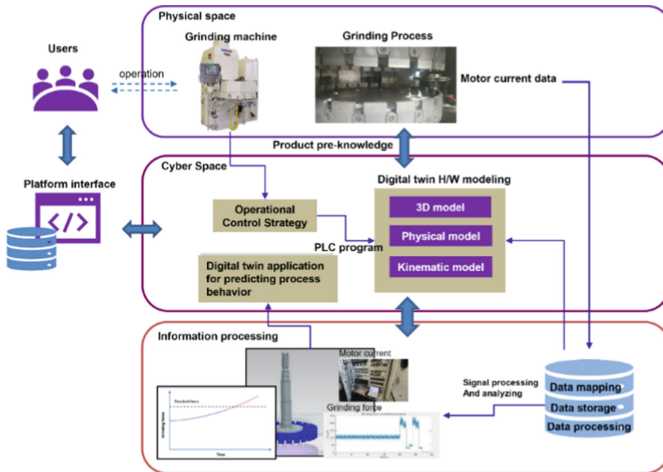 Physical space
Grinding machine
Grinding Process
Users
operation
Motor current data
Product pre-knowledge
Cyber Space
Digital twin H/W modeling
Platform interface
3D model
Operational
Control Strategy
PLC program
Physical model
Kinematic model
Digital twin application
for predicting process
behavior
Information processing
Motor current
Signal processing
And analyzing
Data mapping
Data storage
Data processing
Grinding force
Grinding force
Time